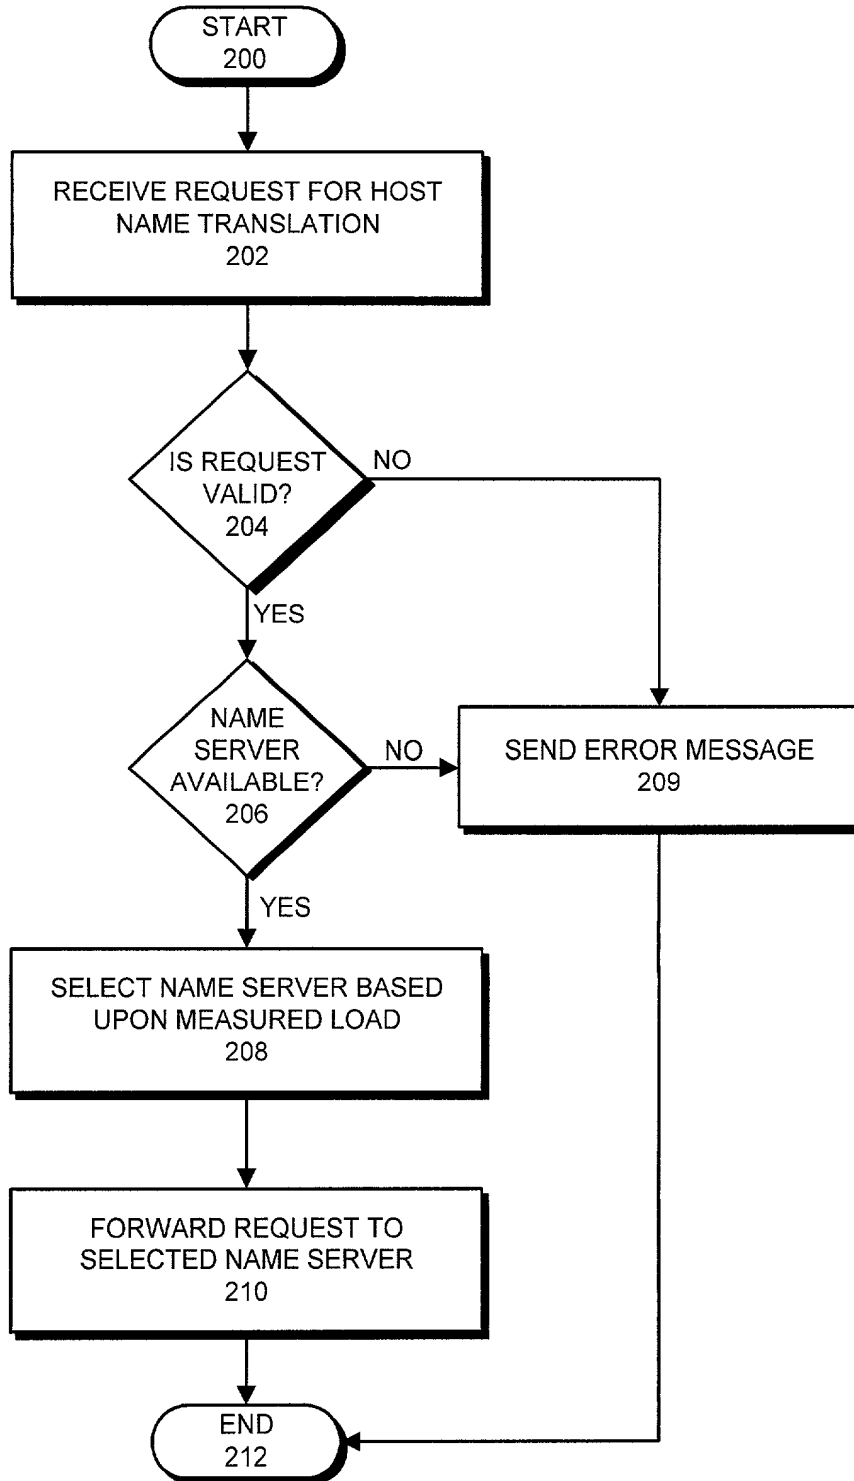 START
200
RECEIVE REQUEST FOR HOST
NAME TRANSLATION
202
IS REQUEST
VALID?
204
NO
YES
NAME
SERVER
AVAILABLE?
206
NO
SEND ERROR MESSAGE
209
YES
SELECT NAME SERVER BASED
UPON MEASURED LOAD
208
FORWARD REQUEST TO
SELECTED NAME SERVER
210
END
212